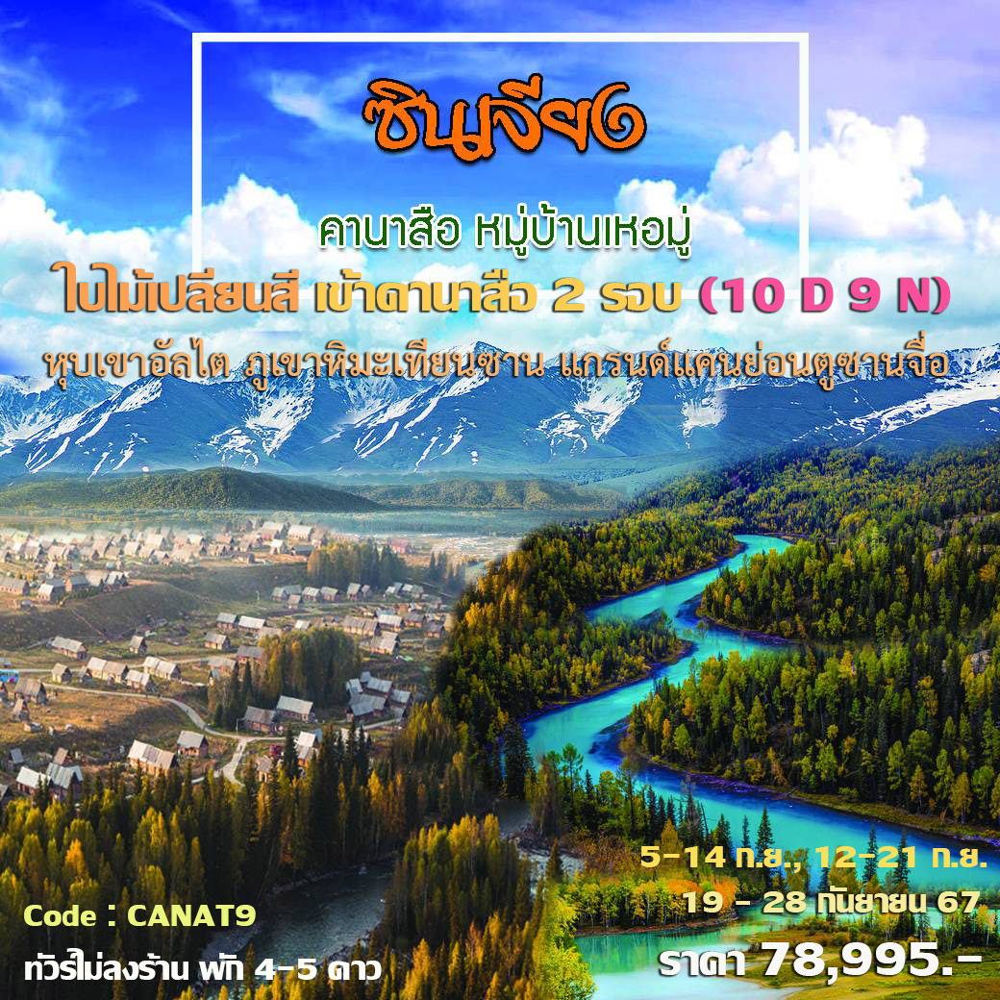 ซินเจียง
คานาสือ หมู่บ้านเหอมู่
ใบไม้เปลี่ยนสี เข้าคานาสือ 2 รอบ (10 D 9 N)
หุบเขาอัลไต ภูเขาหิมะเทียนซาน แกรนด์แคนย่อนตูซานจื่อ
5-14 ก.ย., 12-21 ก.ย.
19 - 28 กันยายน 67
Code : CANAT9
ทัวร์ไม่ลงร้าน พัก 4-5 ดาว
ราคา 78,995.-